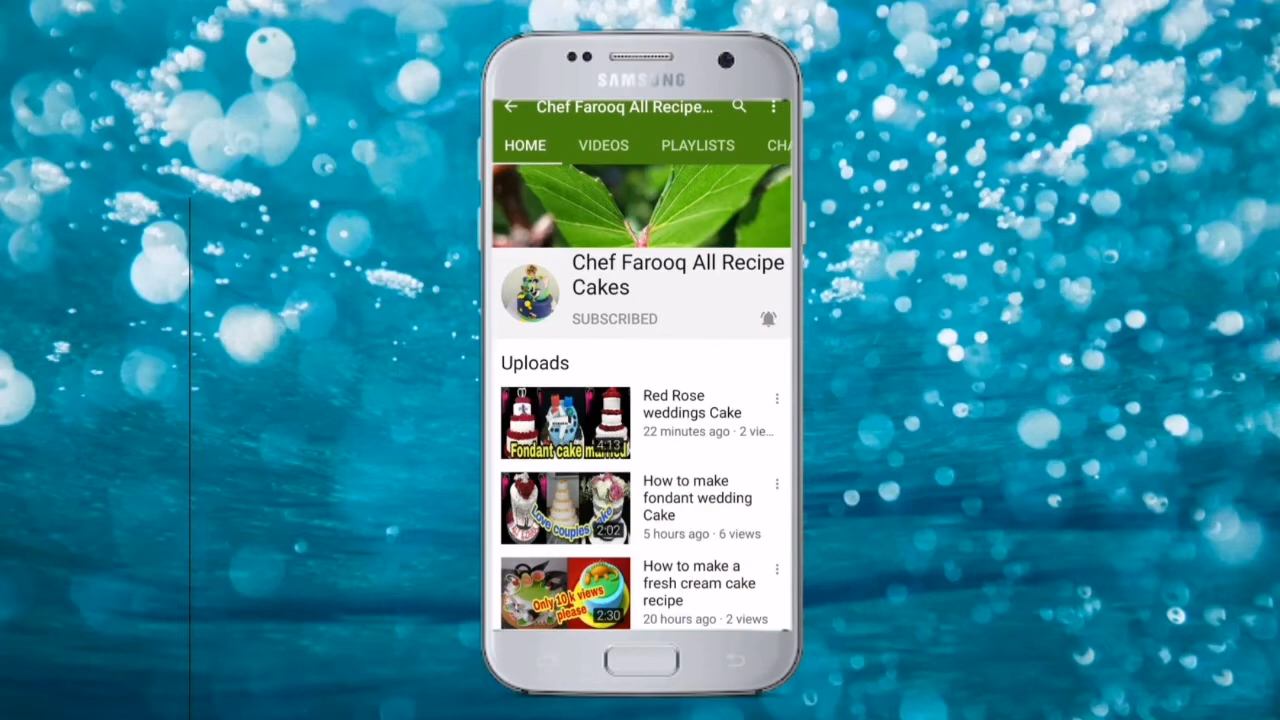 SAMSUNG
Chef Farooq All Recipe...
HOME VIDEOS PLAYLISTS CHA
Chef Farooq All Recipe
Cakes
SUBSCRIBED
Uploads
Fondant cake married
4:13
Red Rose
weddings Cake
22 minutes ago · 2 vie...
Love couples cake
2:02
How to make
fondant wedding
Cake
5 hours ago · 6 views
Only 10 k views
please
2:30
How to make a
fresh cream cake
recipe
20 hours ago · 2 views